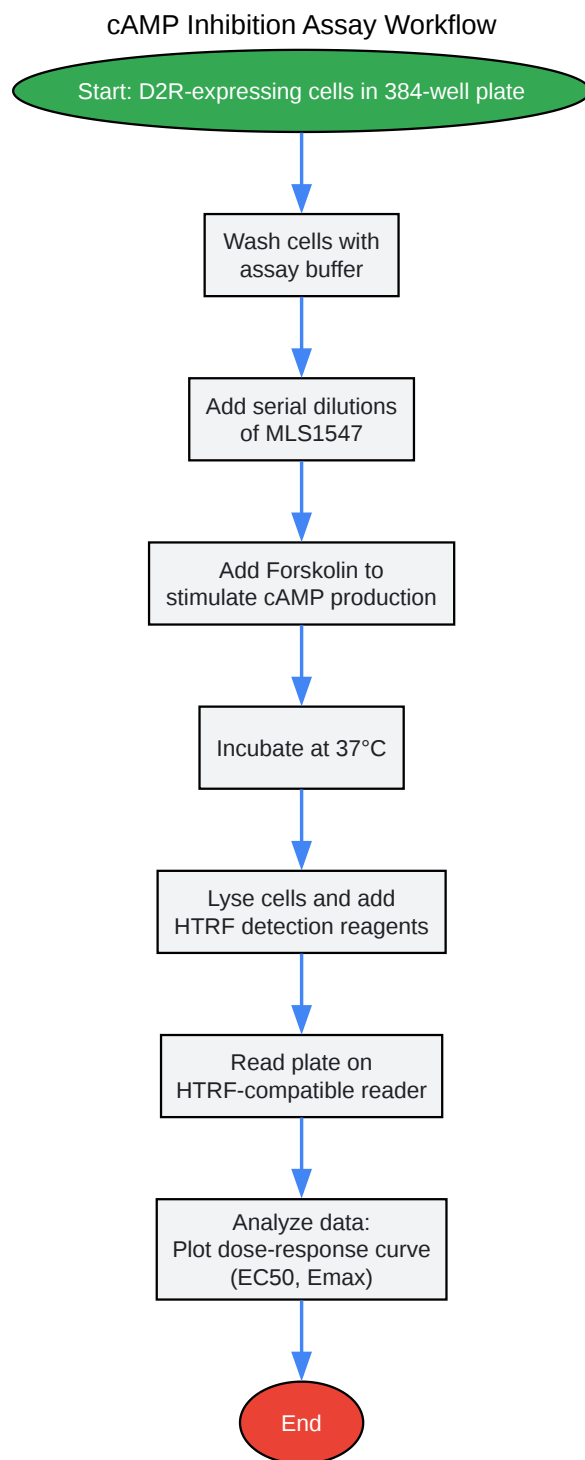 cAMP Inhibition Assay Workflow
Start: D2R-expressing cells in 384-well plate
Wash cells with
assay buffer
Add serial dilutions
of MLS1547
Add Forskolin to
stimulate cAMP production
Incubate at 37°C
Lyse cells and add
HTRF detection reagents
Read plate on
HTRF-compatible reader
Analyze data:
Plot dose-response curve
(EC50, Emax)
End